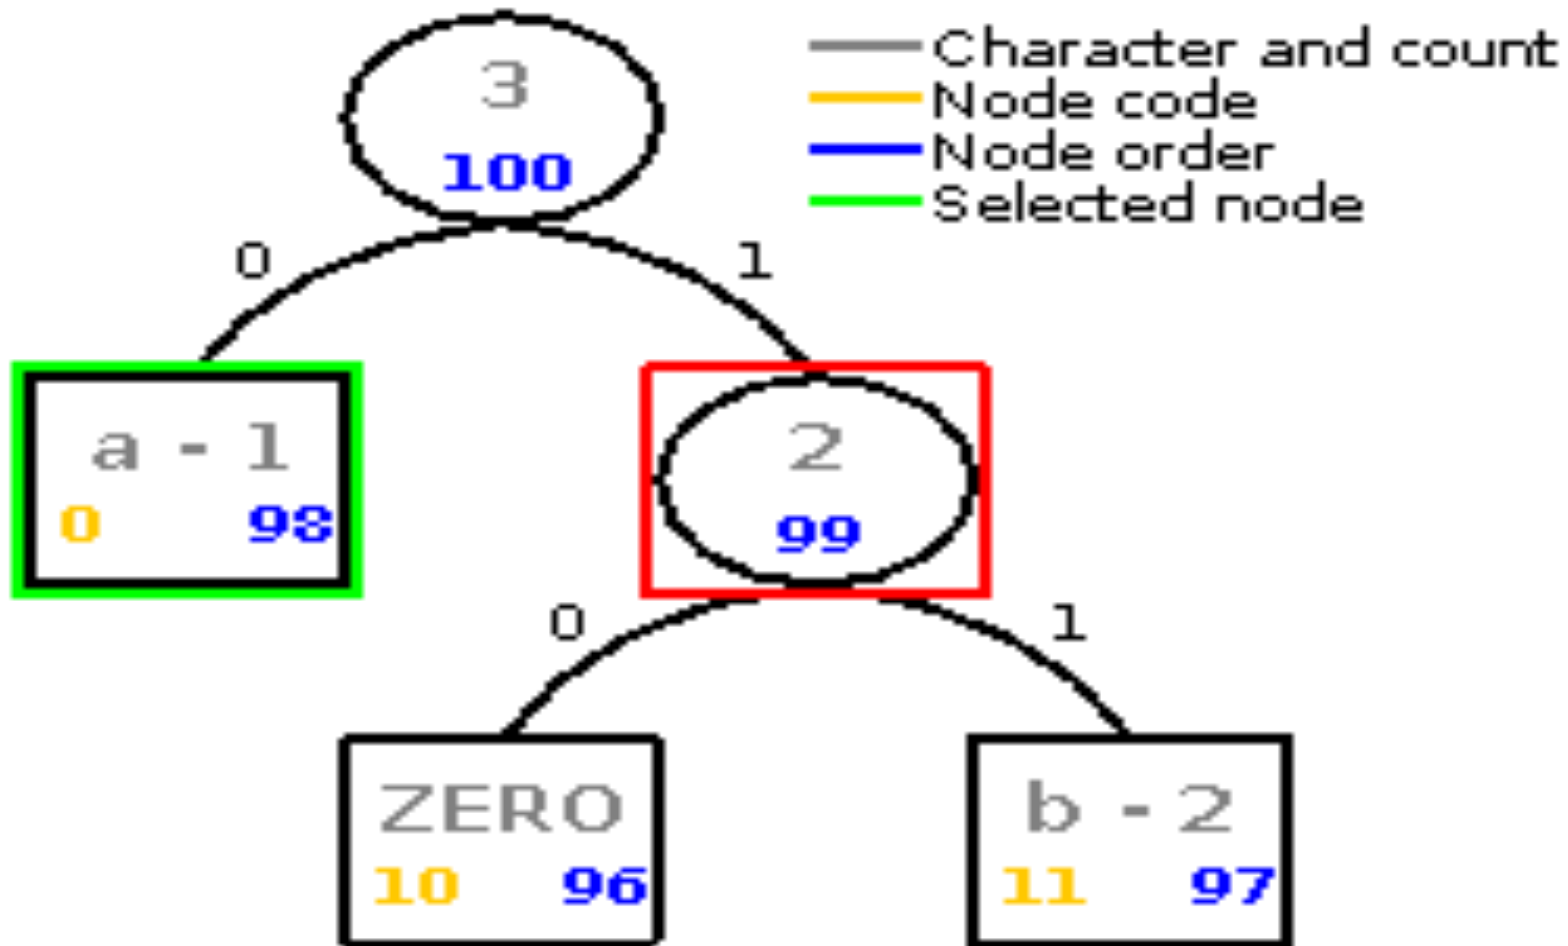 3
100
Character and count
Node code
Node order
Selected node
0
1
a - 1
0 98
2
99
0
1
ZERO
10 96
b - 2
11 97